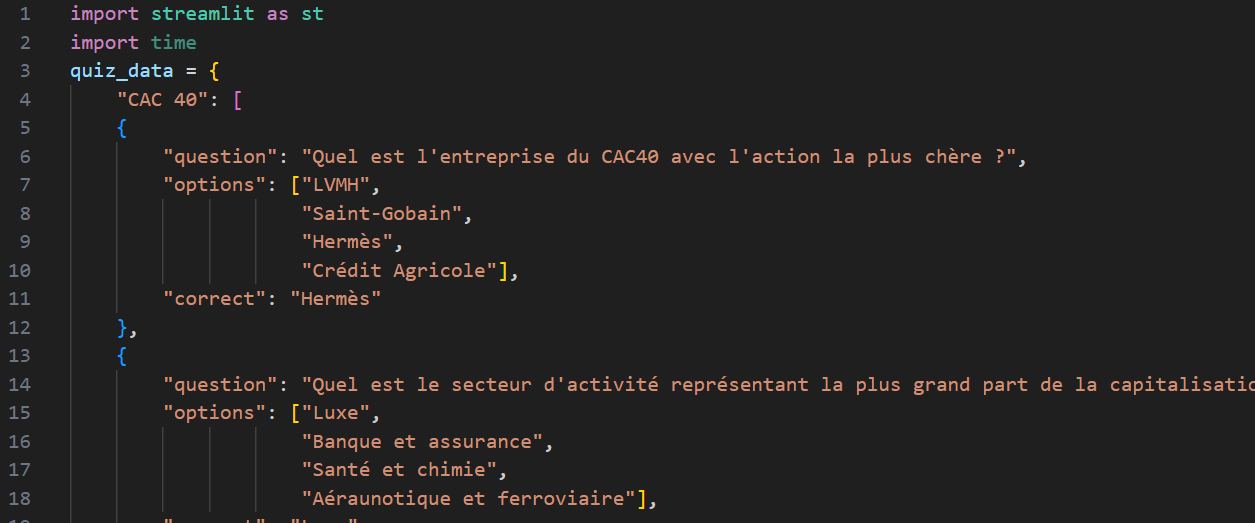 1 import streamlit as st
2 import time
3 quiz_data = {
4 "CAC 40": [
5 {
6 "question": "Quel est l'entreprise du CAC40 avec l'action la plus chère ?",
7 "options": ["LVMH",
8 "Saint-Gobain",
9 "Hermès",
10 "Crédit Agricole"],
11 "correct": "Hermès"
12 },
13 {
14 "question": "Quel est le secteur d'activité représentant la plus grand part de la capitalisatio
15 "options": ["Luxe",
16 "Banque et assurance",
17 "Santé et chimie",
18 "Aéraunotique et ferroviaire"],